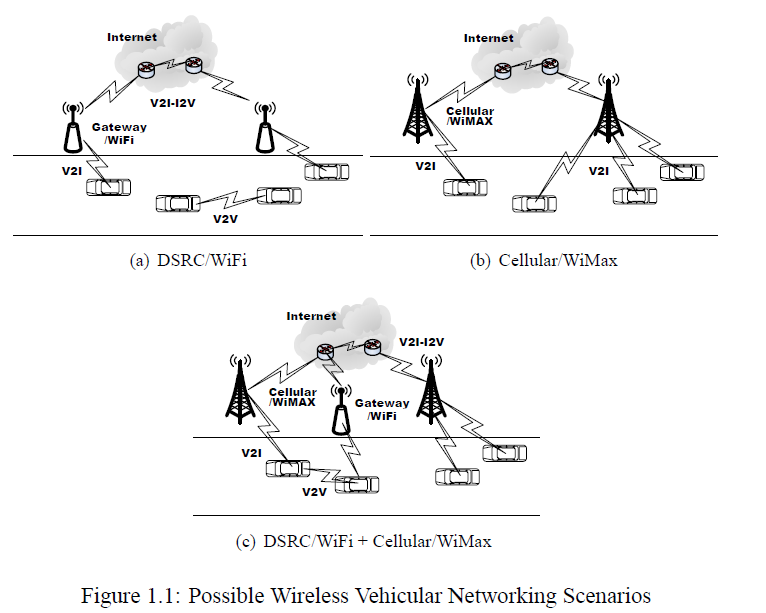 Internet
V2I-I2V
Gateway
/WiFi
V2I
V2V
(a) DSRC/WiFi
Internet
Cellular
/WiMAX
V2I
V2I
(b) Cellular/WiMax
Internet
V2I-I2V
Cellular
/WiMAX
Gateway
/WiFi
V2I
V2V
(c) DSRC/WiFi + Cellular/WiMax
Figure 1.1: Possible Wireless Vehicular Networking Scenarios